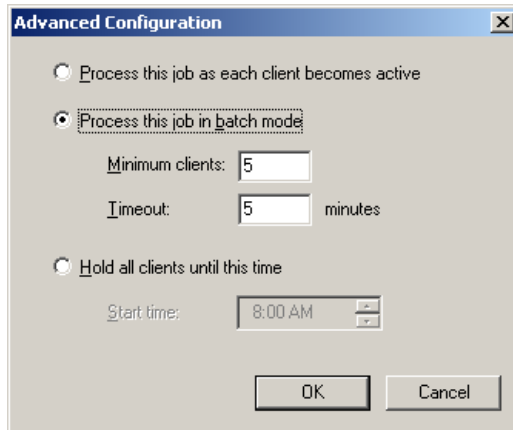 Advanced Configuration
Process this job as each client becomes active
Process this job in batch mode
Minimum clients: 5
Timeout: 5 minutes
Hold all clients until this time
Start time: 8:00 AM
OK Cancel